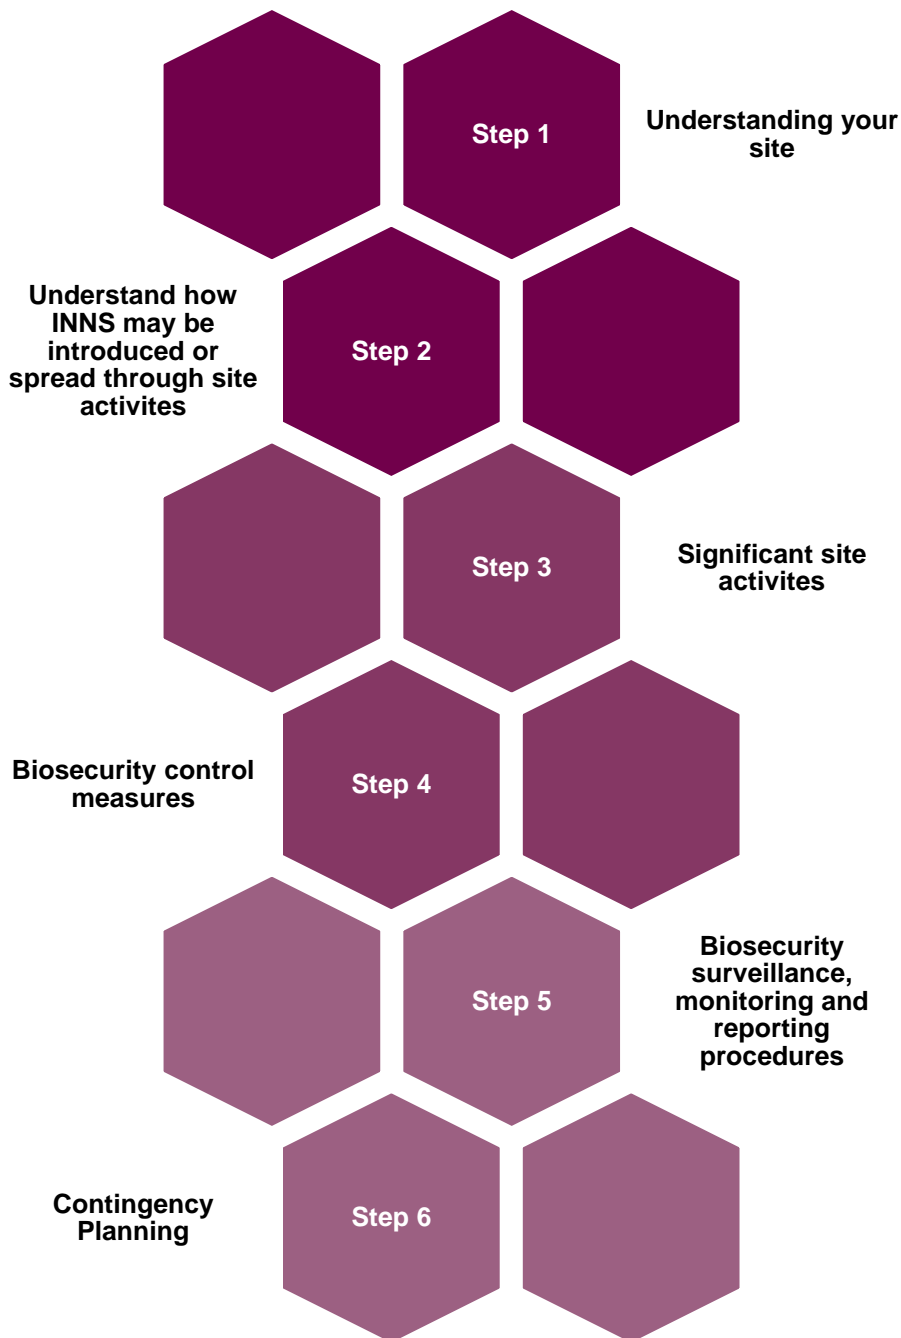 Step 1
Understanding your
site
Understand how
INNS may be
introduced or
spread through site
activites
Step 2
Step 3
Significant site
activites
Biosecurity control
measures
Step 4
Step 5
Biosecurity
surveillance,
monitoring and
reporting
procedures
Contingency
Planning
Step 6